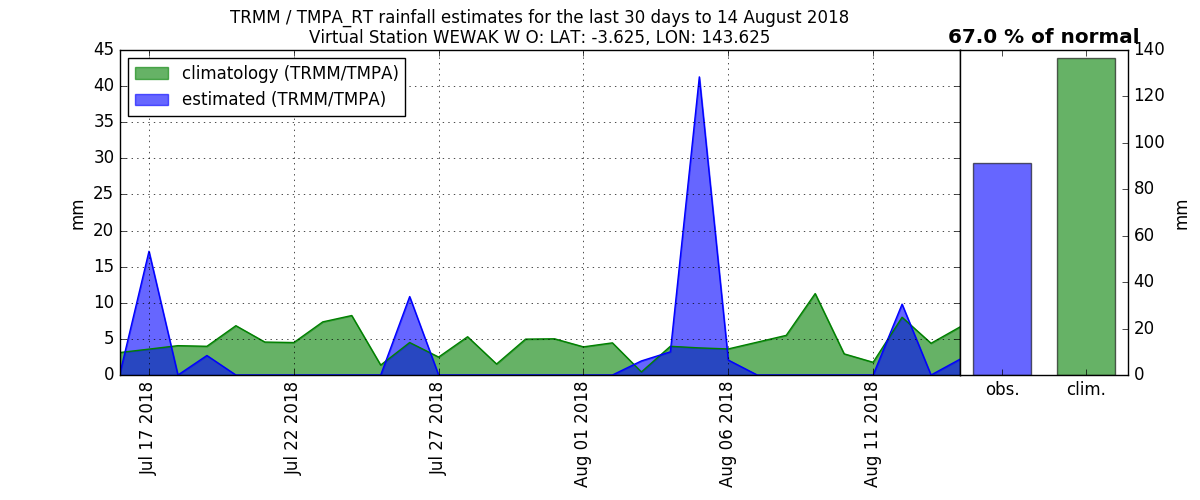 TRMM / TMPA_RT rainfall estimates for the last 30 days to 14 August 2018
Virtual Station WEWAK W O: LAT: -3.625, LON: 143.625
67.0 % of normal
climatology (TRMM/TMPA)
estimated (TRMM/TMPA)
45
40
35
30
25
20
15
10
5
0
mm
Jul 17 2018
Jul 22 2018
Jul 27 2018
Aug 01 2018
Aug 06 2018
Aug 11 2018
obs.
clim.
140
120
100
80
60
40
20
0
mm